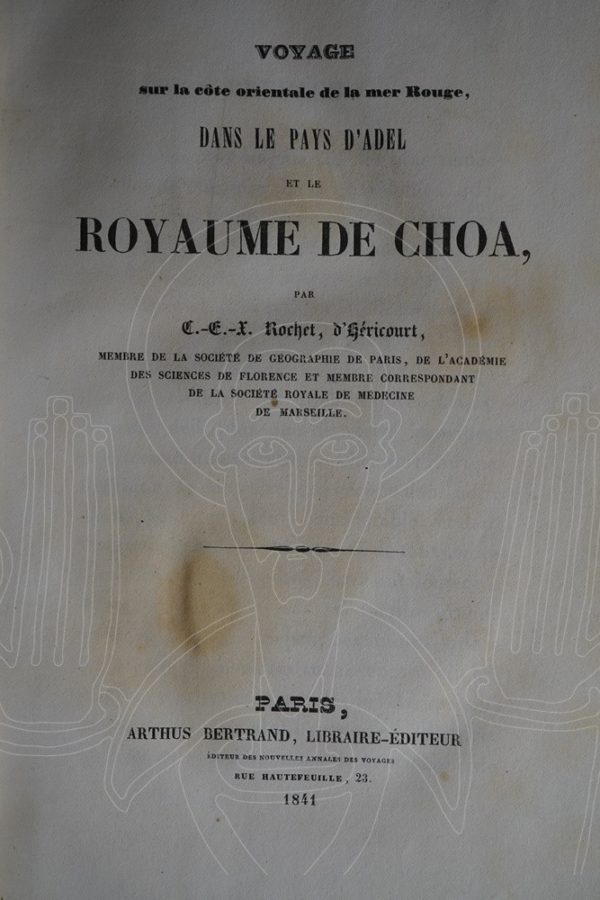 VOYAGE
sur la côte orientale de la mer Rouge,
DANS LE PAYS D'ADEL
ET LE
ROYAUME DE CHOA,
PAR
C.-E.-X. Rochet, d'Héricourt,
MEMBRE DE LA SOCIÉTÉ DE GÉOGRAPHIE DE PARIS, DE L'ACADÉMIE
DES SCIENCES DE FLORENCE ET MEMBRE CORRESPONDANT
DE LA SOCIÉTÉ ROYALE DE MEDECINE
DE MARSEILLE.
PARIS,
ARTHUS BERTRAND, LIBRAIRE-ÉDITEUR
ÉDITEUR DES NOUVELLES ANNALES DES VOYAGES
RUE HAUTEFEUILLE, 23.
1841